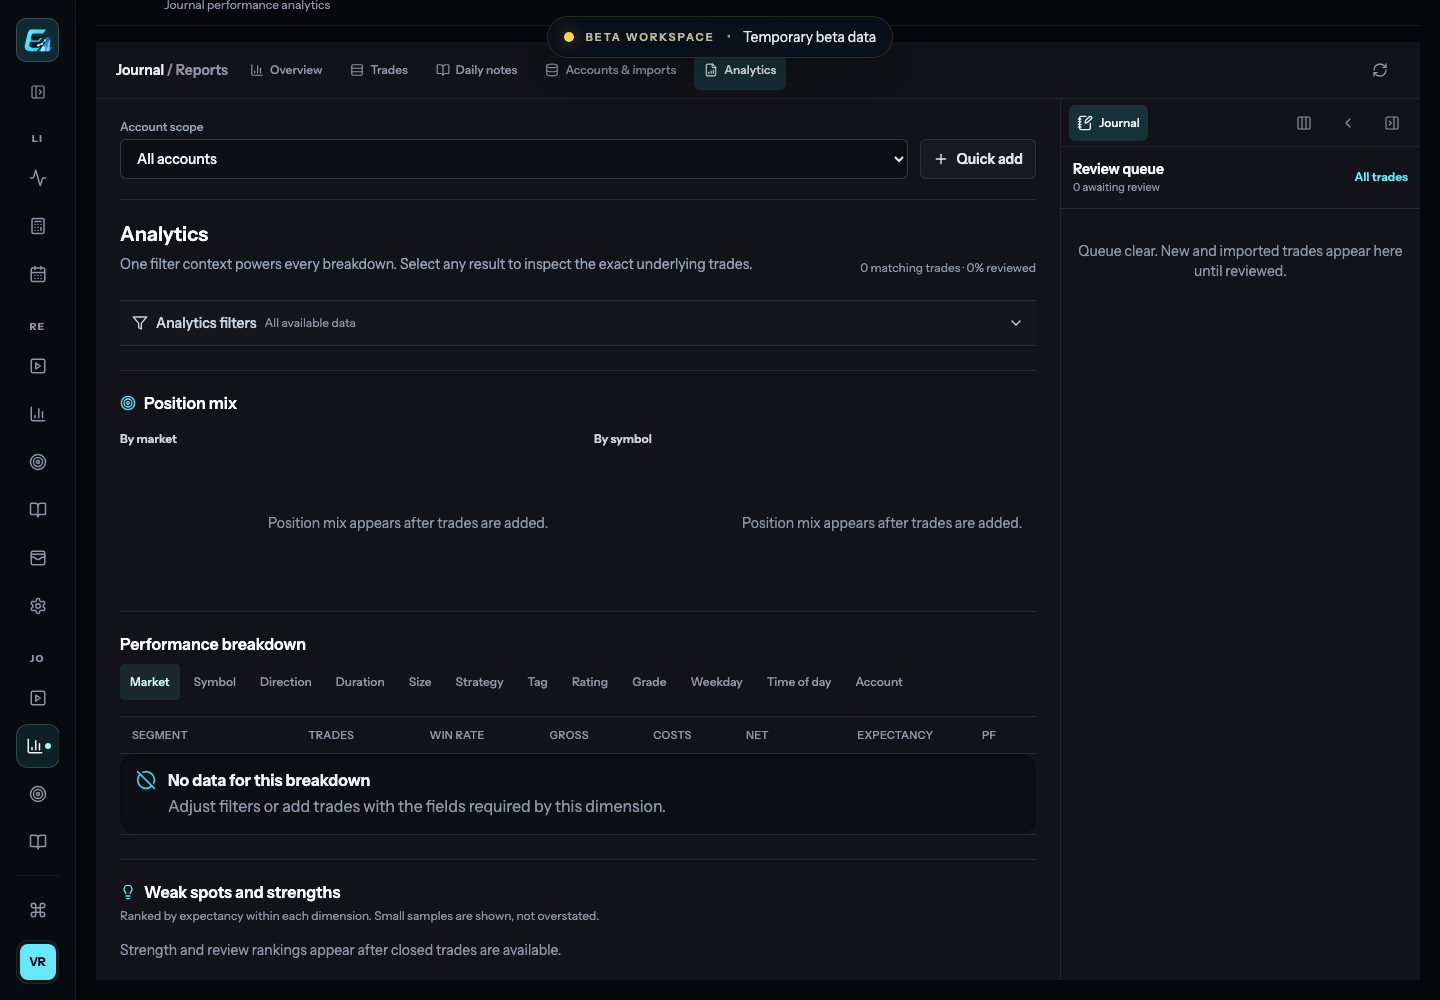 Journal performance analytics
BETA WORKSPACE • Temporary beta data
Journal / Reports
Overview
Trades
Daily notes
Accounts & imports
Analytics
LI
RE
JO
VR
Account scope
All accounts
Quick add
Analytics
One filter context powers every breakdown. Select any result to inspect the exact underlying trades.
0 matching trades · 0% reviewed
Analytics filters All available data
Position mix
By market
By symbol
Position mix appears after trades are added.
Position mix appears after trades are added.
Performance breakdown
Market
Symbol
Direction
Duration
Size
Strategy
Tag
Rating
Grade
Weekday
Time of day
Account
SEGMENT
TRADES
WIN RATE
GROSS
COSTS
NET
EXPECTANCY
PF
No data for this breakdown
Adjust filters or add trades with the fields required by this dimension.
Weak spots and strengths
Ranked by expectancy within each dimension. Small samples are shown, not overstated.
Strength and review rankings appear after closed trades are available.
Journal
Review queue
0 awaiting review
All trades
Queue clear. New and imported trades appear here
until reviewed.